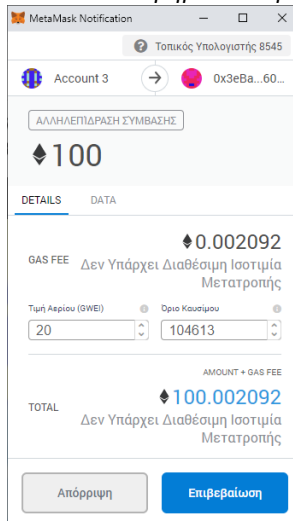 MetaMask Notification
Τοπικός Υπολογιστής 8545
Account 3
0x3eBa...60...
ΑΛΛΗΛΕΠΙΔΡΑΣΗ ΣΥΜΒΑΣΗΣ
100
DETAILS DATA
0.002092
GAS FEE
Δεν Υπάρχει Διαθέσιμη Ισοτιμία
Μετατροπής
Τιμή Αερίου (GWEI) Όριο Καυσίμου
20 104613
AMOUNT + GAS FEE
100.002092
TOTAL
Δεν Υπάρχει Διαθέσιμη Ισοτιμία
Μετατροπής
Απόρριψη Επιβεβαίωση